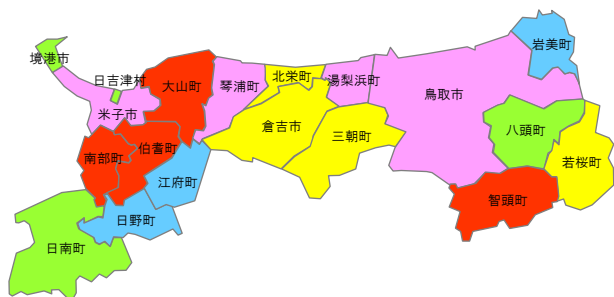 岩美町
境港市
日吉津村
大山町
琴浦町
北栄町
湯梨浜町
鳥取市
米子市
倉吉市
三朝町
八頭町
南部町
伯耆町
江府町
若桜町
智頭町
日野町
日南町